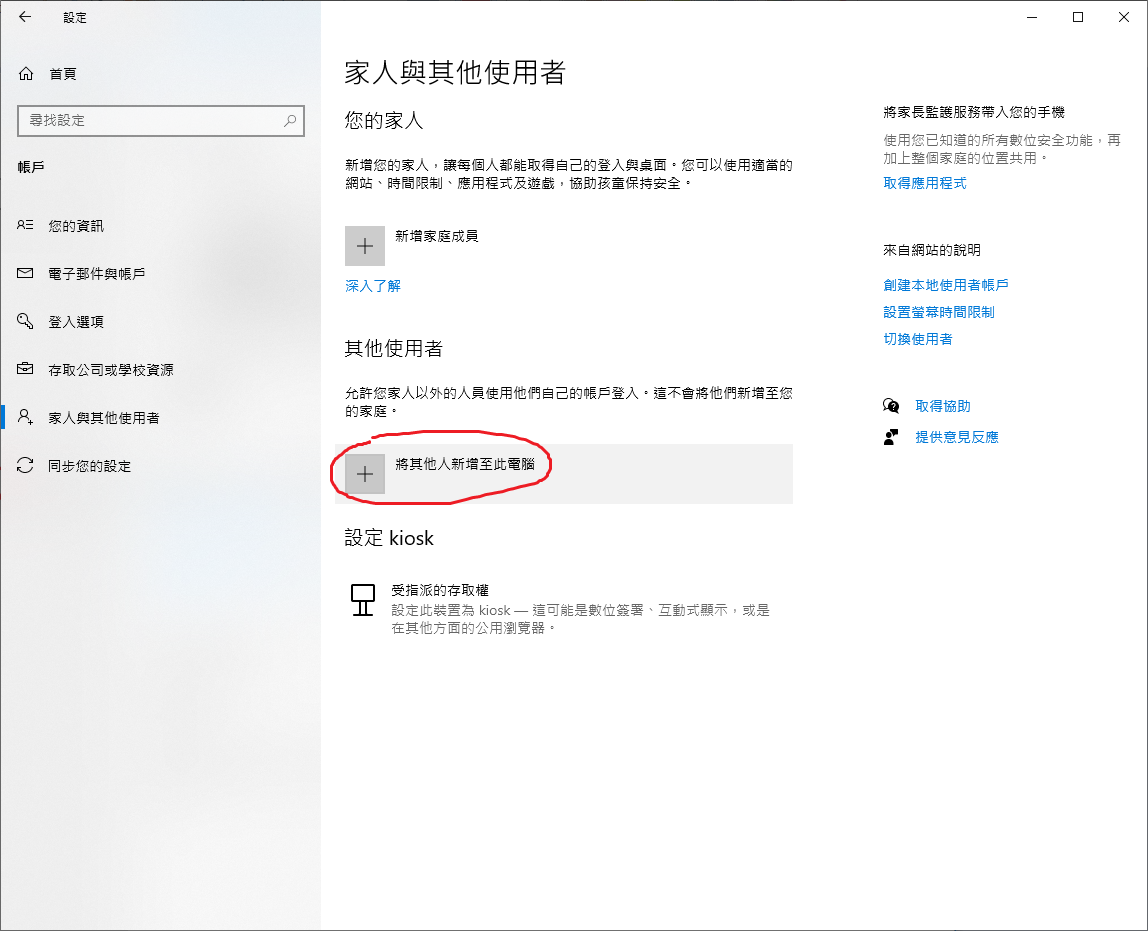 設定
首頁
尋找設定
帳戶
您的資訊
電子郵件與帳戶
登入選項
存取公司或學校資源
家人與其他使用者
同步您的設定
家人與其他使用者
您的家人
新增您的家人，讓每個人都能取得自己的登入與桌面。您可以使用適當的
網站、時間限制、應用程式及遊戲，協助孩童保持安全。
新增家庭成員
深入了解
其他使用者
允許您家人以外的人員使用他們自己的帳戶登入。這不會將他們新增至您
的家庭。
將其他人新增至此電腦
設定 kiosk
受指派的存取權
設定此裝置為 kiosk — 這可能是數位簽署、互動式顯示，或是
在其他方面的公用瀏覽器。
將家長監護服務帶入您的手機
使用您已知道的所有數位安全功能，再
加上整個家庭的位置共用。
取得應用程式
來自網站的說明
創建本地使用者帳戶
設置螢幕時間限制
切換使用者
取得協助
提供意見反應